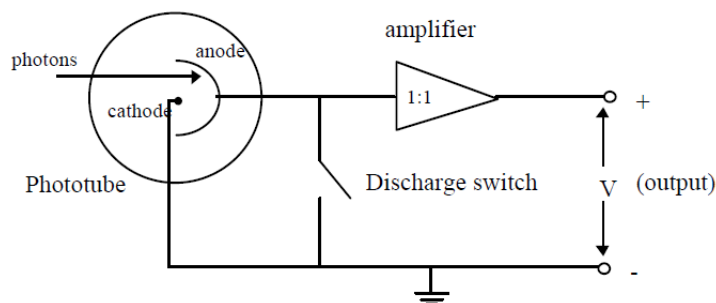 amplifier
anode
photons
1:1
cathode
+
Phototube
Discharge switch
V (output)
-